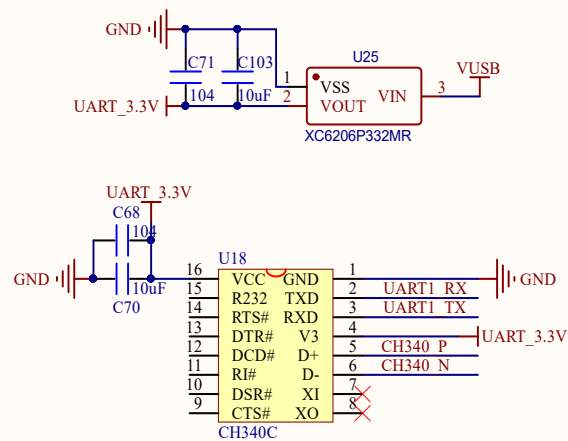 GND
C71
C103
104
10uF
UART_3.3V
U25
1
VSS
2
VOUT
VIN
3
VUSB
XC6206P332MR
UART_3.3V
C68
104
GND
10uF
C70
U18
16
VCC
GND
1
GND
15
R232
TXD
2
UART1_RX
14
RTS#
RXD
3
UART1_TX
13
DTR#
V3
4
UART_3.3V
12
DCD#
D+
5
CH340_P
11
RI#
D-
6
CH340_N
10
DSR#
XI
7
9
CTS#
XO
8
CH340C